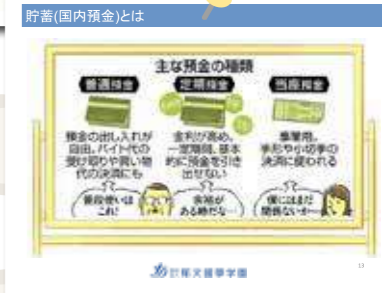 貯蓄(国内預金)とは
主な預金の種類
普通預金
定期預金
当座預金
預金の出し入れが
自由。バイト代の
受け取りや買い物
代の決済にも
金利が高め。
一定期間、基本
的に預金を引き
出せない
事業用。
手形や小切手の
決済に使われる
普段使いは
これ!
余裕が
ある時だな…
僕にはまだ
関係ないか…
13